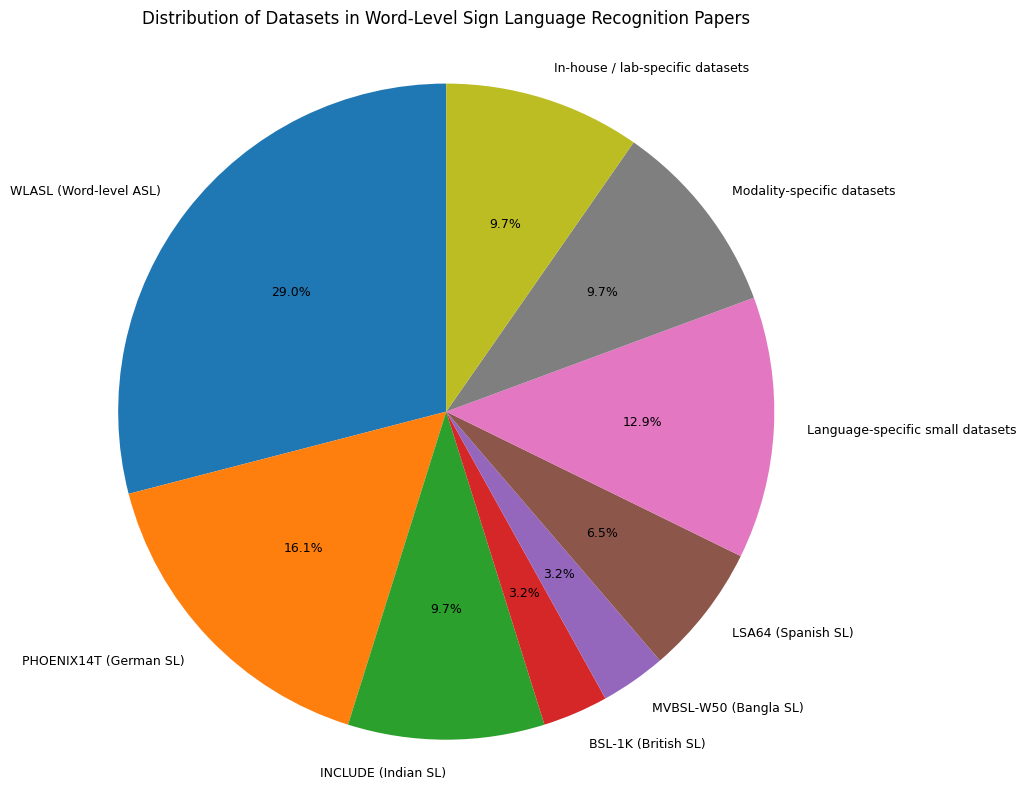 Distribution of Datasets in Word-Level Sign Language Recognition Papers
In-house / lab-specific datasets
WLASL (Word-level ASL)
Modality-specific datasets
9.7%
29.0%
9.7%
12.9%
Language-specific small datasets
6.5%
16.1%
3.2%
3.2%
9.7%
LSA64 (Spanish SL)
PHOENIX14T (German SL)
MVBSL-W50 (Bangla SL)
BSL-1K (British SL)
INCLUDE (Indian SL)